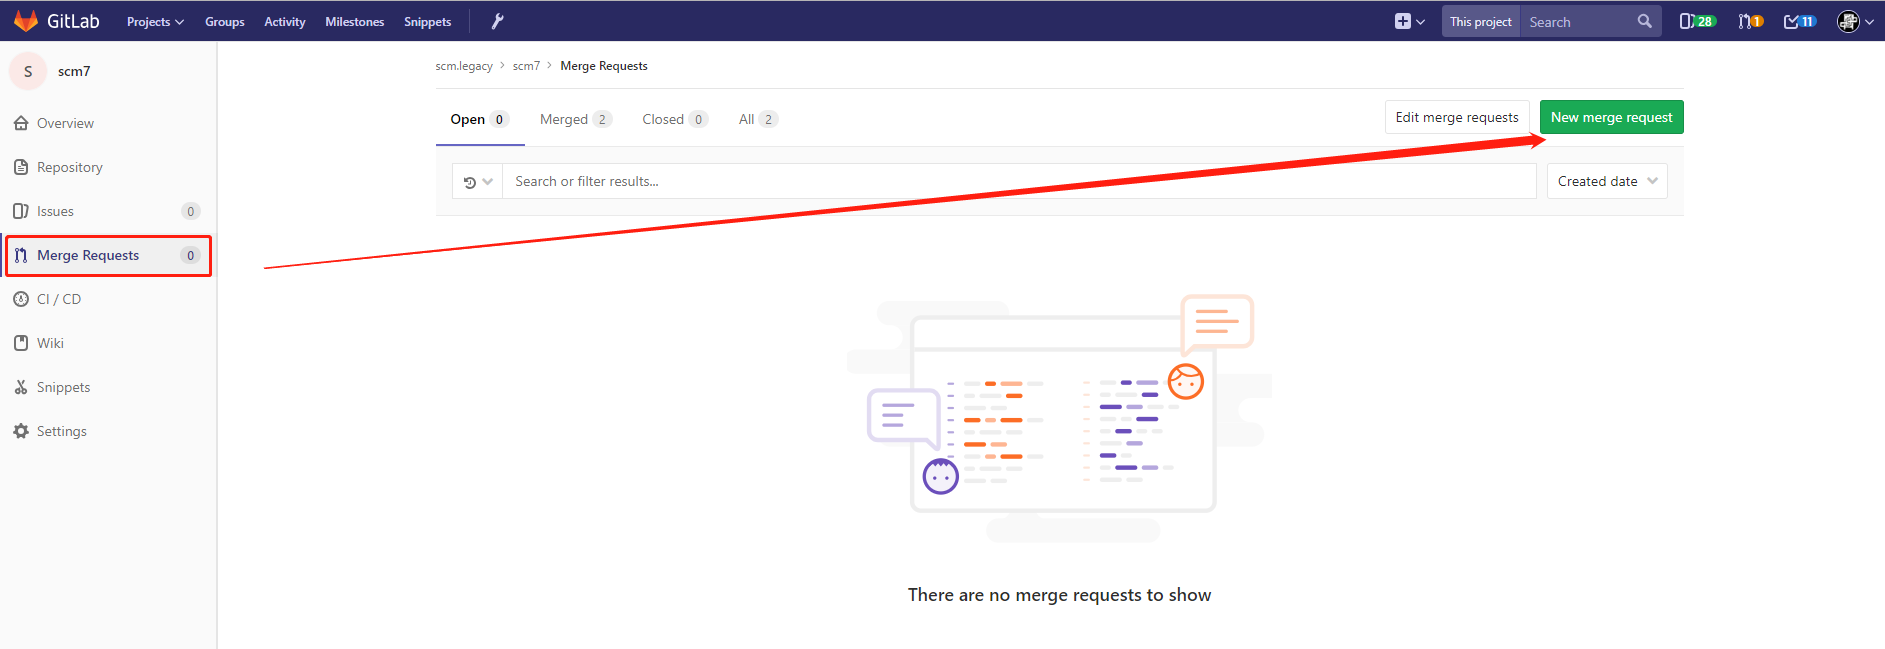 GitLab Projects Groups Activity Milestones Snippets This project Search 28 1 11
S scm7
Overview
Repository
Issues 0
Merge Requests 0
CI / CD
Wiki
Snippets
Settings
scm.legacy > scm7 > Merge Requests
Open 0 Merged 2 Closed 0 All 2 Edit merge requests New merge request
Search or filter results... Created date
There are no merge requests to show